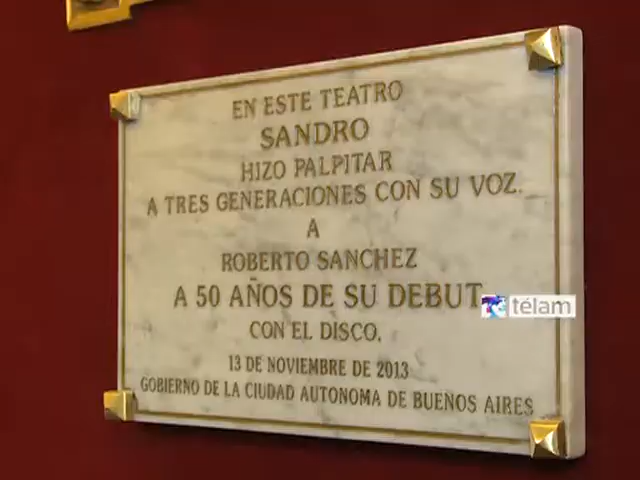 EN ESTE TEATRO
SANDRO
HIZO PALPITAR
A TRES GENERACIONES CON SU VOZ.
A
ROBERTO SANCHEZ
A 50 AÑOS DE SU DEBUT
CON EL DISCO.
13 DE NOVIEMBRE DE 2013
GOBIERNO DE LA CIUDAD AUTONOMA DE BUENOS AIRES
télam